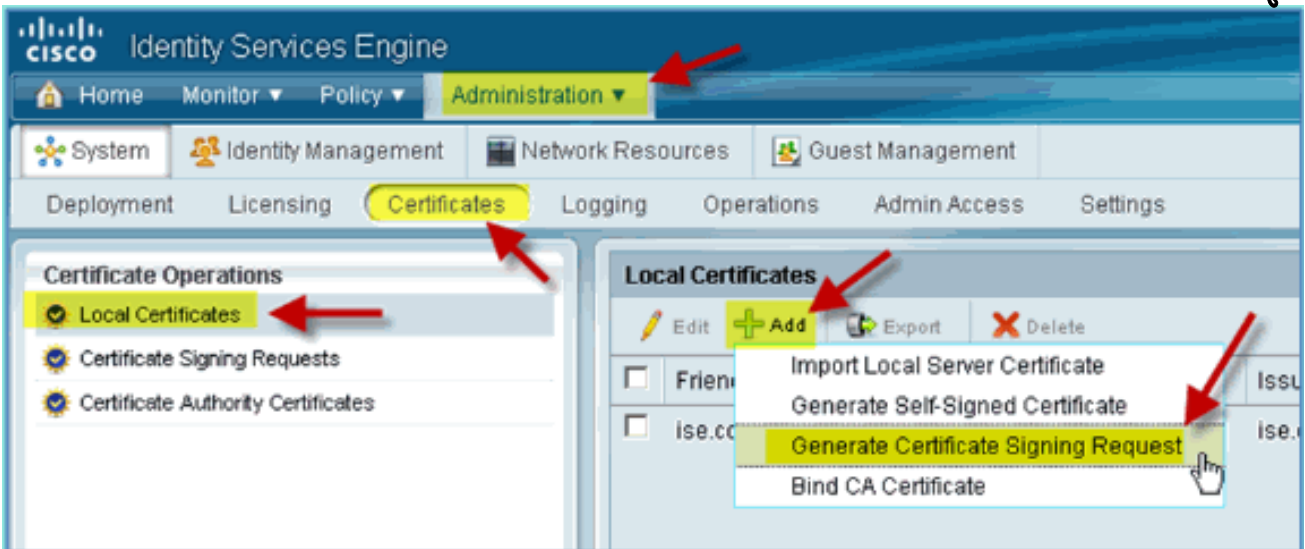 CISCO Identity Services Engine
Home Monitor Policy Administration
System Identity Management Network Resources Guest Management
Deployment Licensing Certificates Logging Operations Admin Access Settings
Certificate Operations
Local Certificates
Certificate Signing Requests
Certificate Authority Certificates
Local Certificates
Edit Add Export Delete
Import Local Server Certificate
Generate Self-Signed Certificate
Generate Certificate Signing Request
Bind CA Certificate